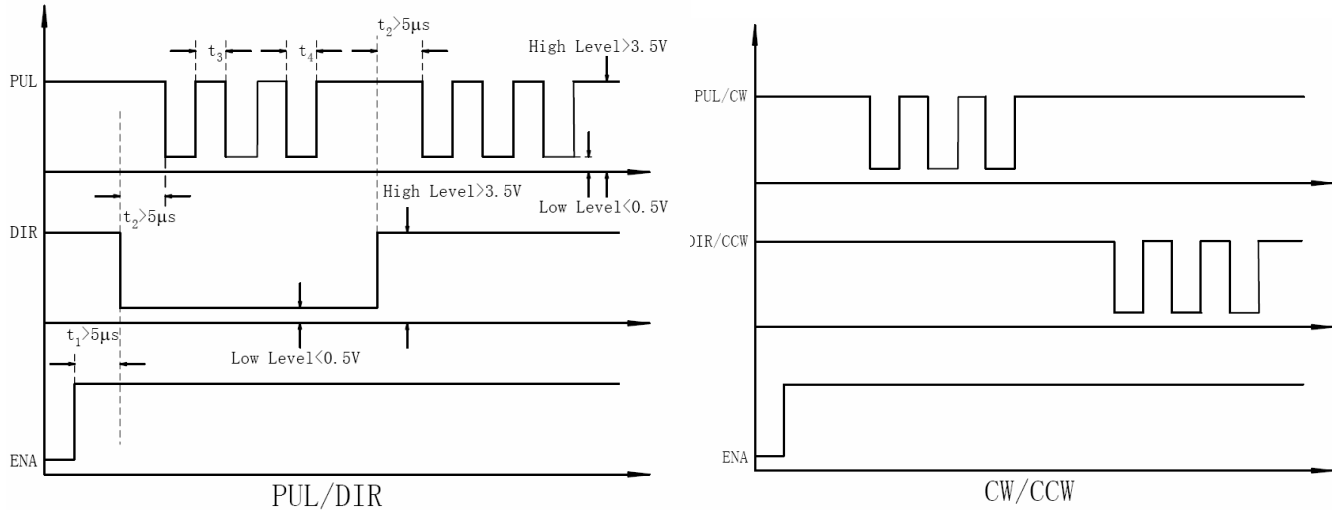 t2>5μs
t3
t4
High Level>3.5V
PUL
High Level>3.5V
Low Level<0.5V
t2>5μs
DIR
t1>5μs
Low Level<0.5V
ENA
PUL/DIR
PUL/CW
DIR/CCW
ENA
CW/CCW